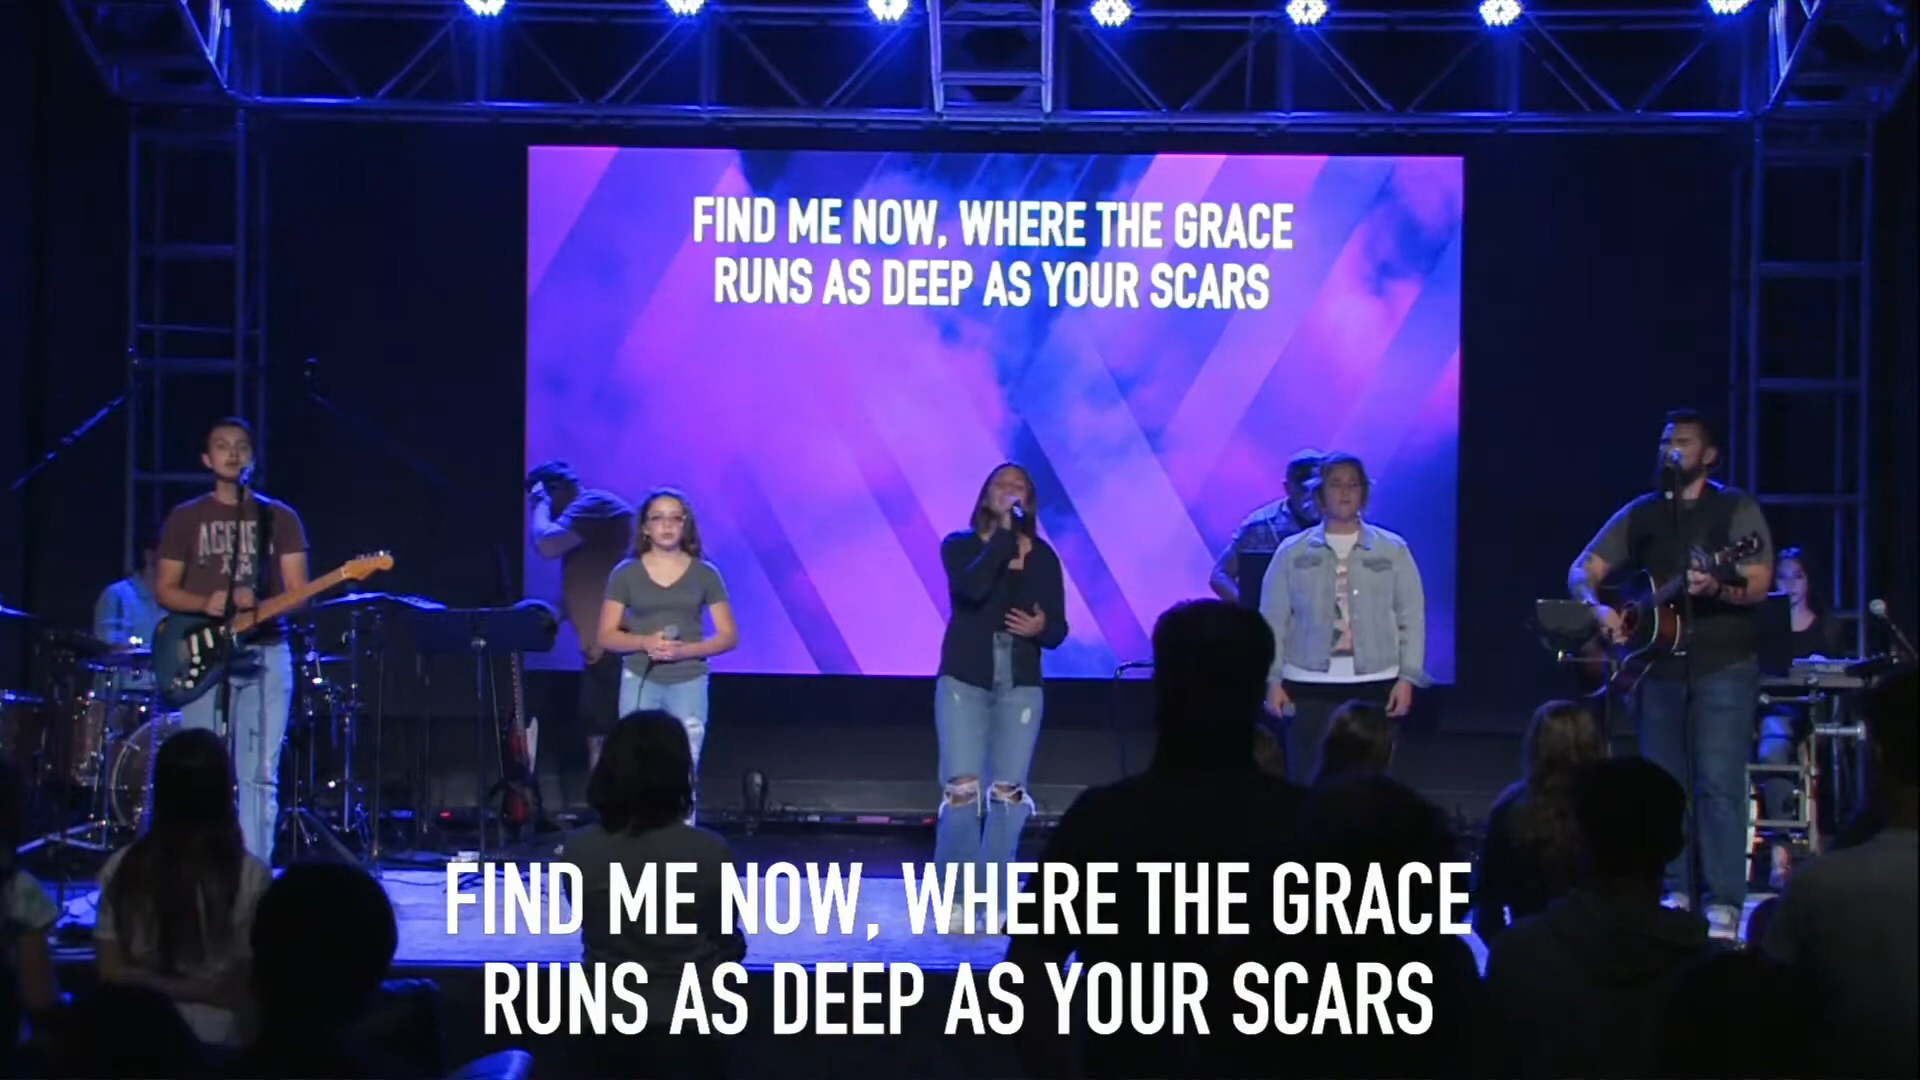 FIND ME NOW, WHERE THE GRACE
RUNS AS DEEP AS YOUR SCARS
AGGIES
FIND ME NOW, WHERE THE GRACE
RUNS AS DEEP AS YOUR SCARS